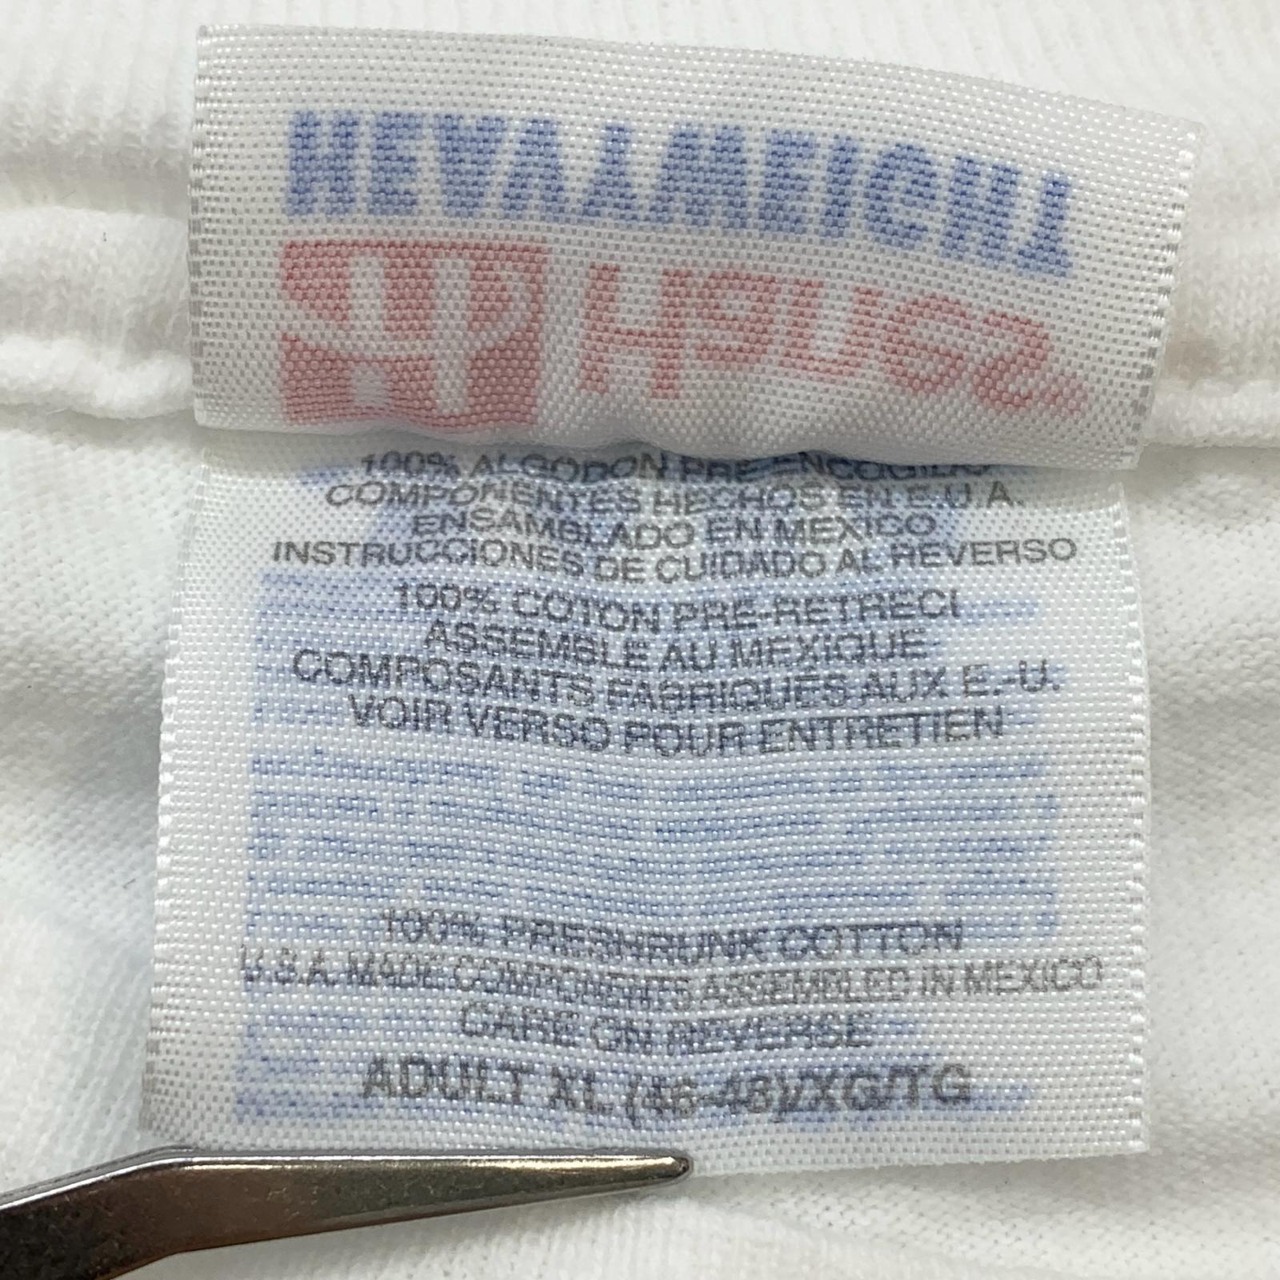 HEAVYWEIGHT
Hanes
100% ALGODON PRE-ENCOGIDO
COMPONENTES HECHOS EN E.U.A.
ENSAMBLADO EN MEXICO
INSTRUCCIONES DE CUIDADO AL REVERSO
100% COTON PRE-RETRECI
ASSEMBLE AU MEXIQUE
COMPOSANTS FABRIQUES AUX E.-U.
VOIR VERSO POUR ENTRETIEN
100% PRESHRUNK COTTON
U.S.A. MADE COMPONENTS ASSEMBLED IN MEXICO
CARE ON REVERSE
ADULT XL (46-48)/XG/TG